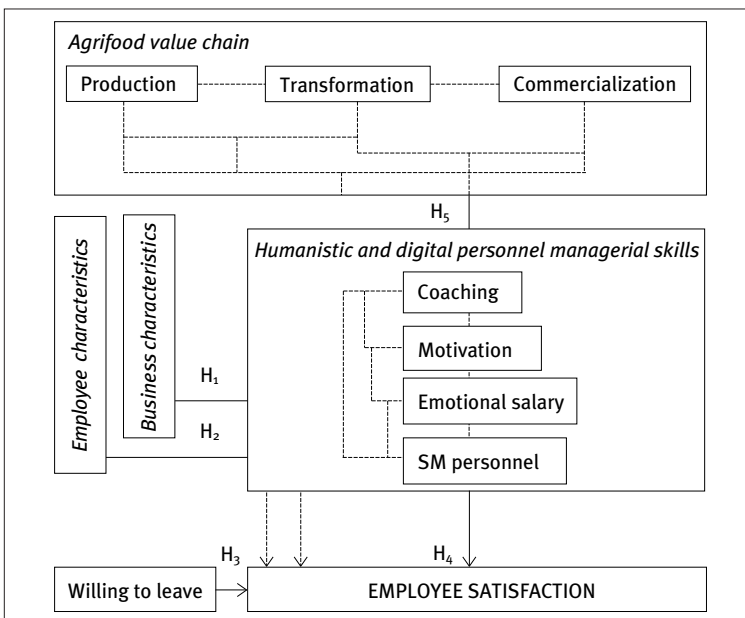 Agrifood value chain
Production
Transformation
Commercialization
H₅
Employee characteristics
Business characteristics
Humanistic and digital personnel managerial skills
Coaching
Motivation
Emotional salary
SM personnel
H₁
H₂
H₃
H₄
Willing to leave
EMPLOYEE SATISFACTION